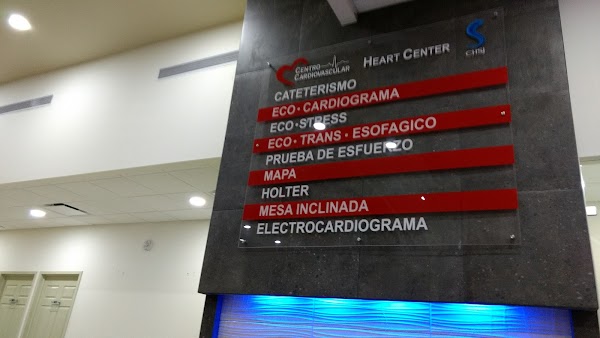 CENTRO
CARDIOVASCULAR
HEART CENTER
CHSJ
CATETERISMO
ECO·CARDIOGRAMA
ECO·STRESS
ECO·TRANS·ESOFAGICO
PRUEBA DE ESFUERZO
MAPA
HOLTER
MESA INCLINADA
ELECTROCARDIOGRAMA